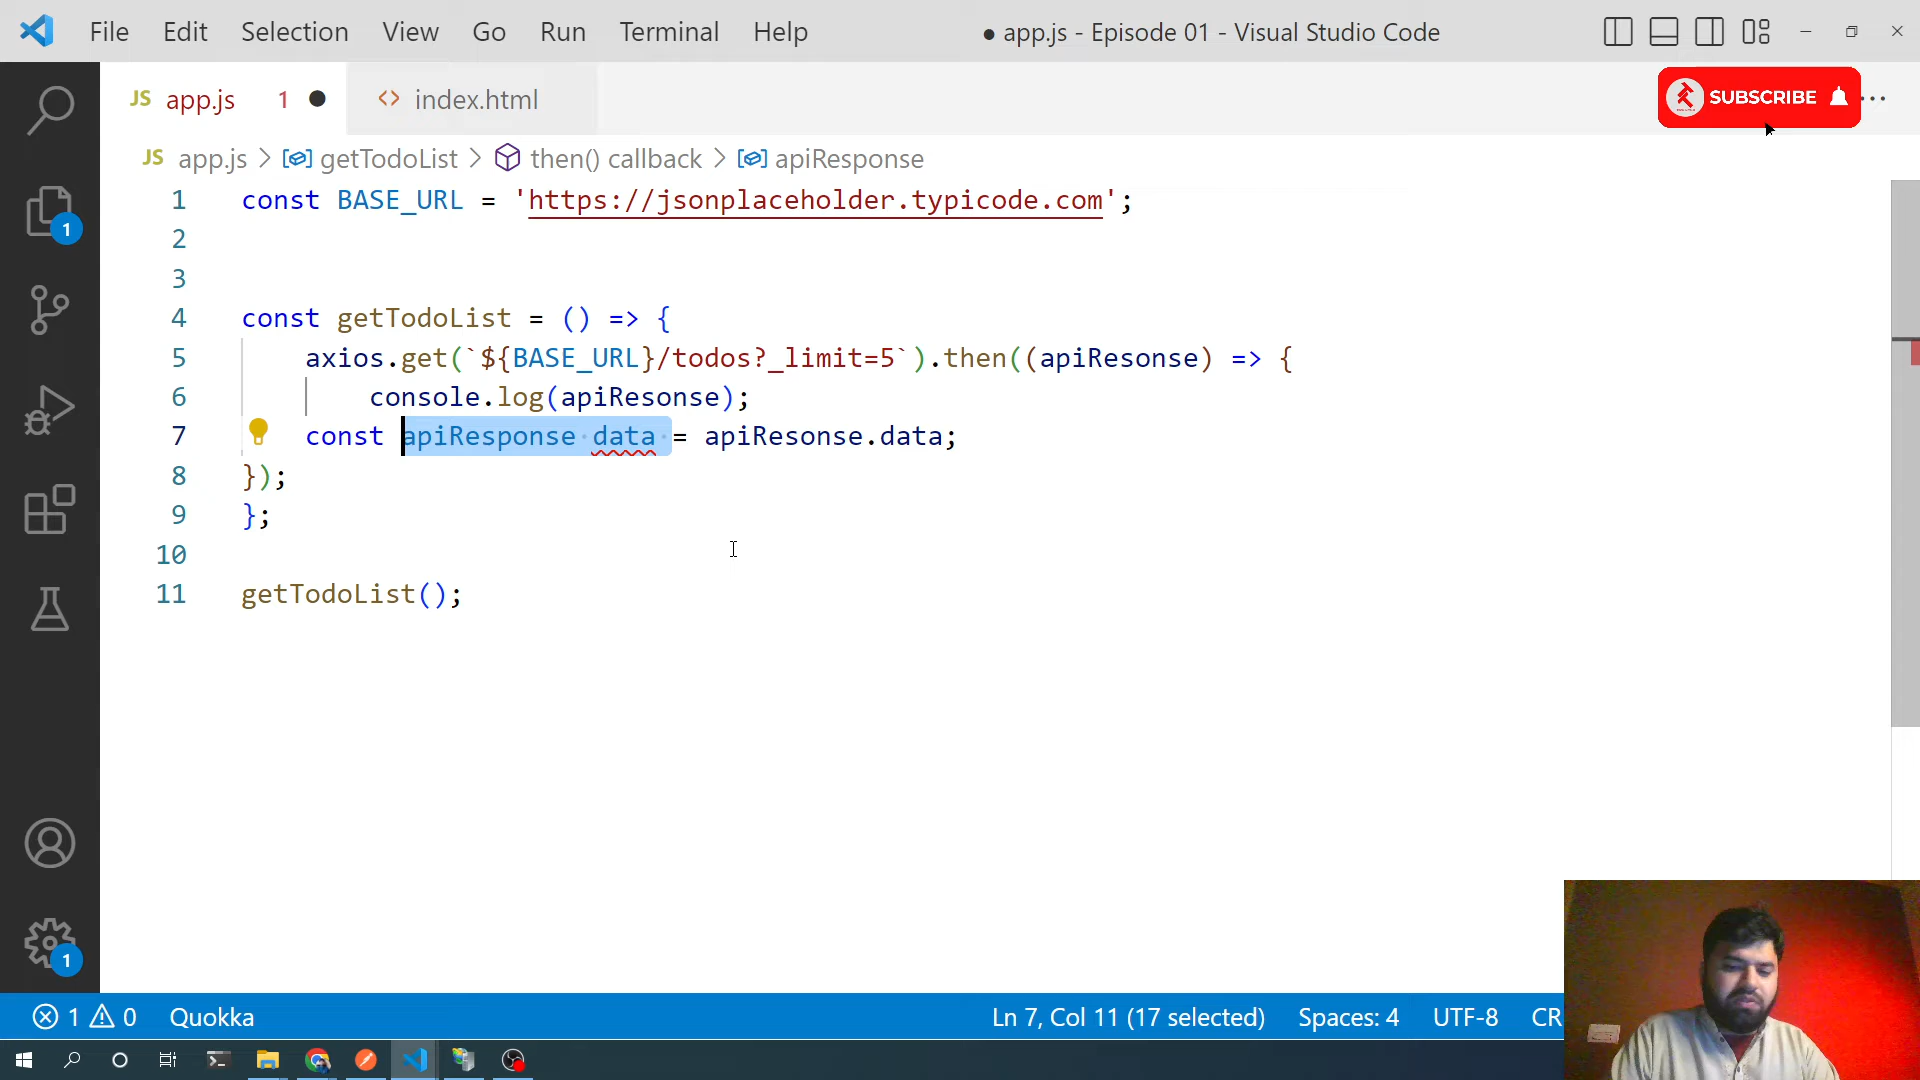 File Edit Selection View Go Run Terminal Help ● app.js - Episode 01 - Visual Studio Code
JS app.js 1 ● <> index.html
SUBSCRIBE
JS app.js > getTodoList > then() callback > apiResponse
1 const BASE_URL = 'https://jsonplaceholder.typicode.com';
2
3
4 const getTodoList = () => {
5 axios.get(`${BASE_URL}/todos?_limit=5`).then((apiResonse) => {
6 console.log(apiResonse);
7 const apiResponse data = apiResonse.data;
8 });
9 };
10
11 getTodoList();
1
1
1 0 Quokka Ln 7, Col 11 (17 selected) Spaces: 4 UTF-8 CR